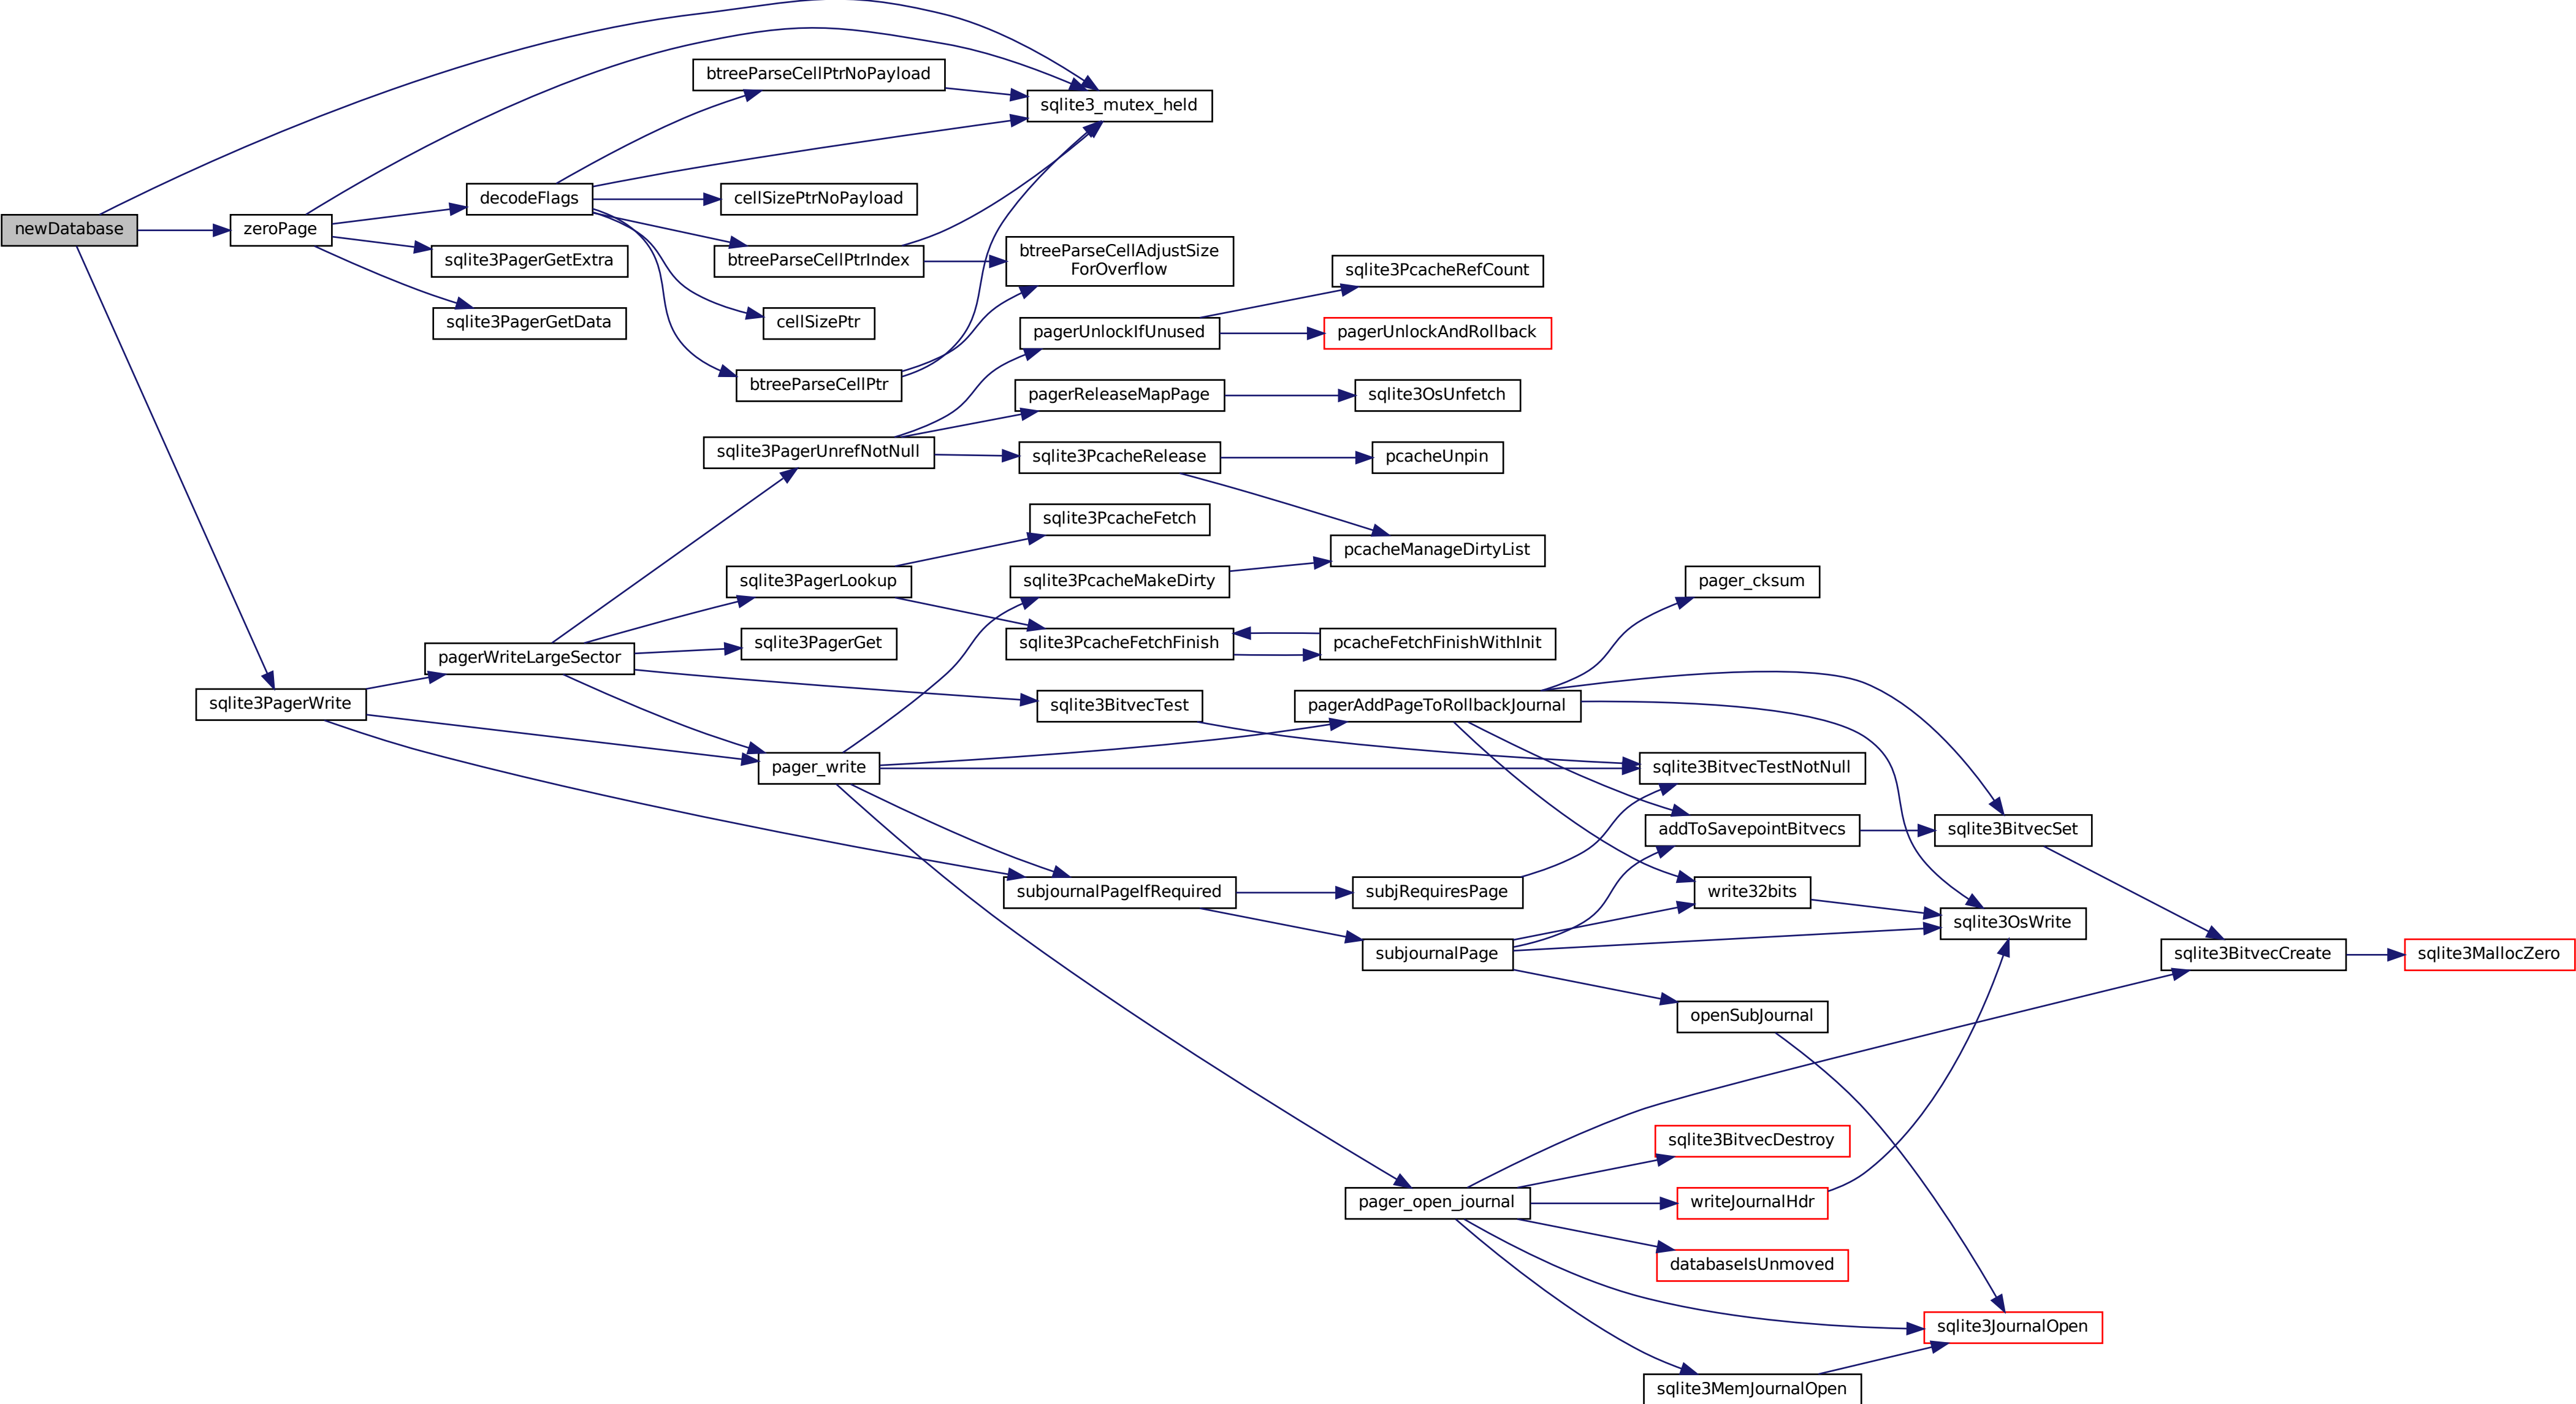 btreeParseCellPtrNoPayload
sqlite3_mutex_held
decodeFlags
cellSizePtrNoPayload
newDatabase
zeroPage
sqlite3PagerGetExtra
btreeParseCellPtrIndex
btreeParseCellAdjustSize
ForOverflow
sqlite3PcacheRefCount
sqlite3PagerGetData
cellSizePtr
pagerUnlockIfUnused
pagerUnlockAndRollback
btreeParseCellPtr
pagerReleaseMapPage
sqlite3OsUnfetch
sqlite3PagerUnrefNotNull
sqlite3PcacheRelease
pcacheUnpin
sqlite3PcacheFetch
pcacheManageDirtyList
sqlite3PagerLookup
sqlite3PcacheMakeDirty
pager_cksum
pagerWriteLargeSector
sqlite3PagerGet
sqlite3PcacheFetchFinish
pcacheFetchFinishWithInit
sqlite3PagerWrite
sqlite3BitvecTest
pagerAddPageToRollbackJournal
pager_write
sqlite3BitvecTestNotNull
addToSavepointBitvecs
sqlite3BitvecSet
subjournalPageIfRequired
subjRequiresPage
write32bits
sqlite3OsWrite
subjournalPage
sqlite3BitvecCreate
sqlite3MallocZero
openSubJournal
sqlite3BitvecDestroy
pager_open_journal
writeJournalHdr
databaseIsUnmoved
sqlite3JournalOpen
sqlite3MemJournalOpen